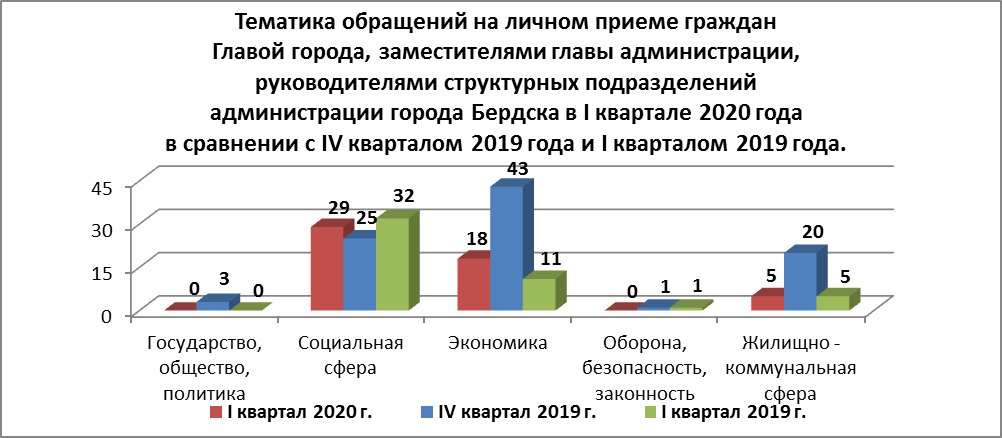 Тематика обращений на личном приеме граждан
Главой города, заместителями главы администрации,
руководителями структурных подразделений
администрации города Бердска в I квартале 2020 года
в сравнении с IV кварталом 2019 года и I кварталом 2019 года.
45
30
15
0
0 3 0
29 25 32
18 43 11
0 1 1
5 20 5
Государство,
общество,
политика
Социальная
сфера
Экономика
Оборона,
безопасность,
законность
Жилищно -
коммунальная
сфера
I квартал 2020 г. IV квартал 2019 г. I квартал 2019 г.